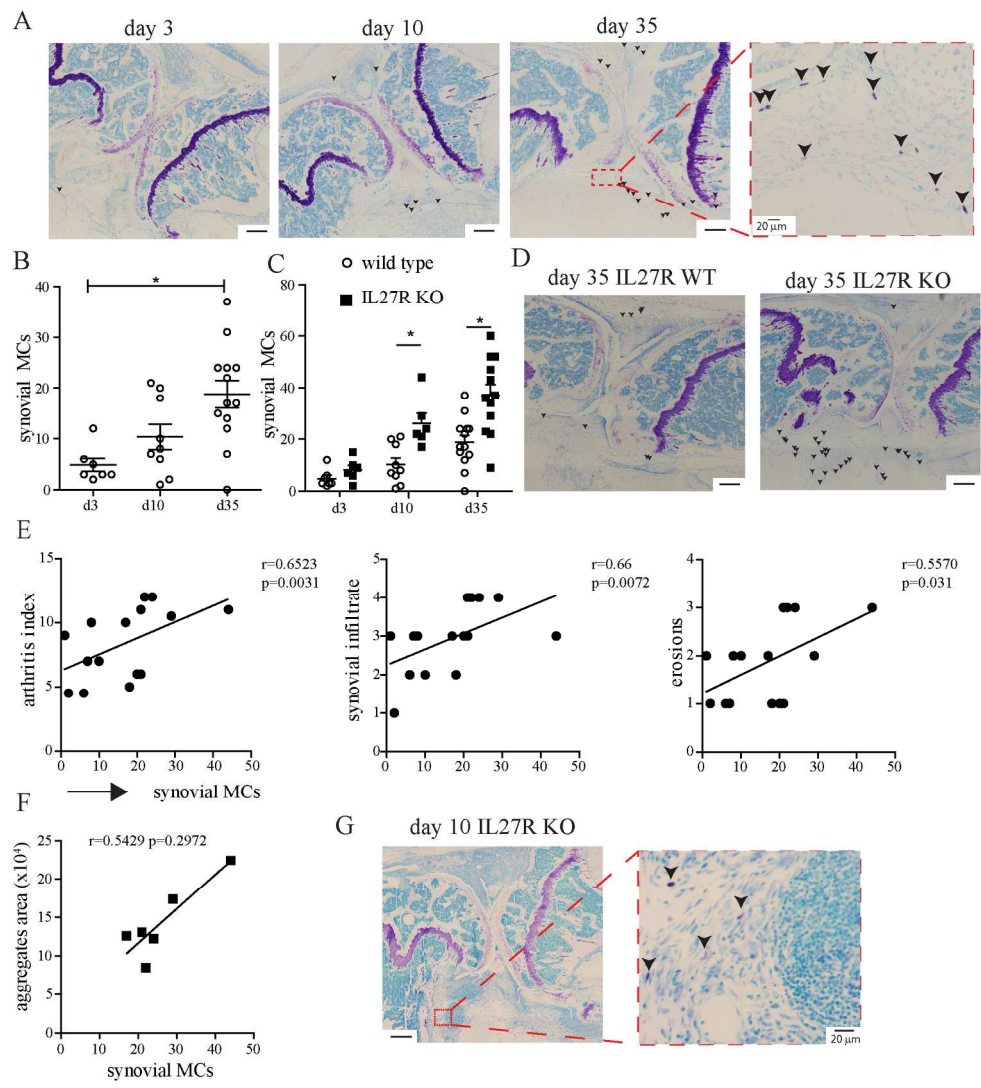 A
day 3
day 10
day 35
20 µm
B
synovial MCs
40
30
20
10
0
d3
d10
d35
*
C
wild type
IL27R KO
synovial MCs
80
60
40
20
0
d3
d10
d35
*
*
D
day 35 IL27R WT
day 35 IL27R KO
E
arthritis index
15
10
5
0
0
10
20
30
40
50
r=0.6523
p=0.0031
synovial MCs
synovial infiltrate
5
4
3
2
1
0
0
10
20
30
40
50
r=0.66
p=0.0072
erosions
4
3
2
1
0
0
10
20
30
40
50
r=0.5570
p=0.031
F
r=0.5429 p=0.2972
aggregates area (x10⁴)
25
20
15
10
5
0
0
10
20
30
40
50
synovial MCs
G
day 10 IL27R KO
20 µm